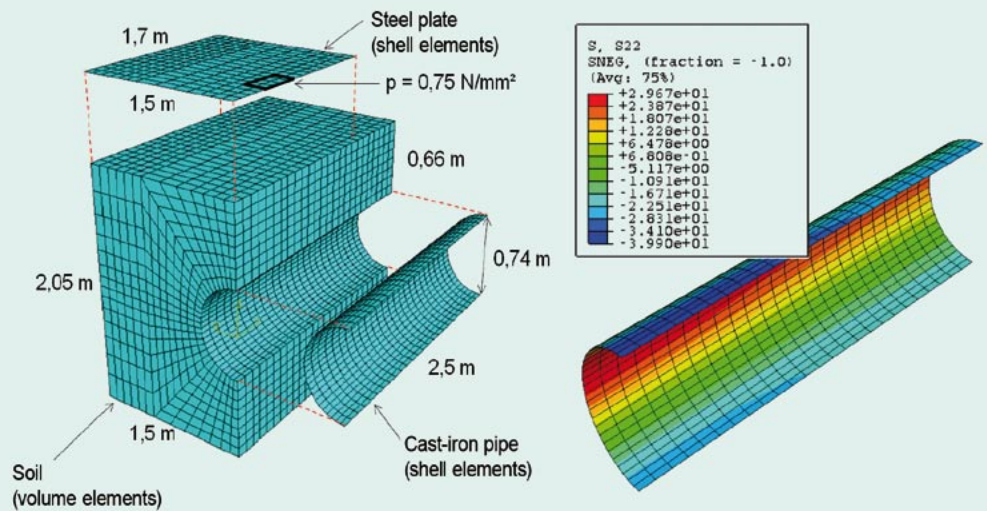 Steel plate
(shell elements)
1,7 m
p = 0,75 N/mm²
1,5 m
0,66 m
2,05 m
0,74 m
2,5 m
1,5 m
Cast-iron pipe
(shell elements)
Soil
(volume elements)
S, S22
SNEG, (fraction = -1.0)
(Avg: 75%)
+2.967e+01
+2.387e+01
+1.807e+01
+1.228e+01
+6.478e+00
+6.808e-01
-5.117e+00
-1.091e+01
-1.671e+01
-2.251e+01
-2.831e+01
-3.410e+01
-3.990e+01